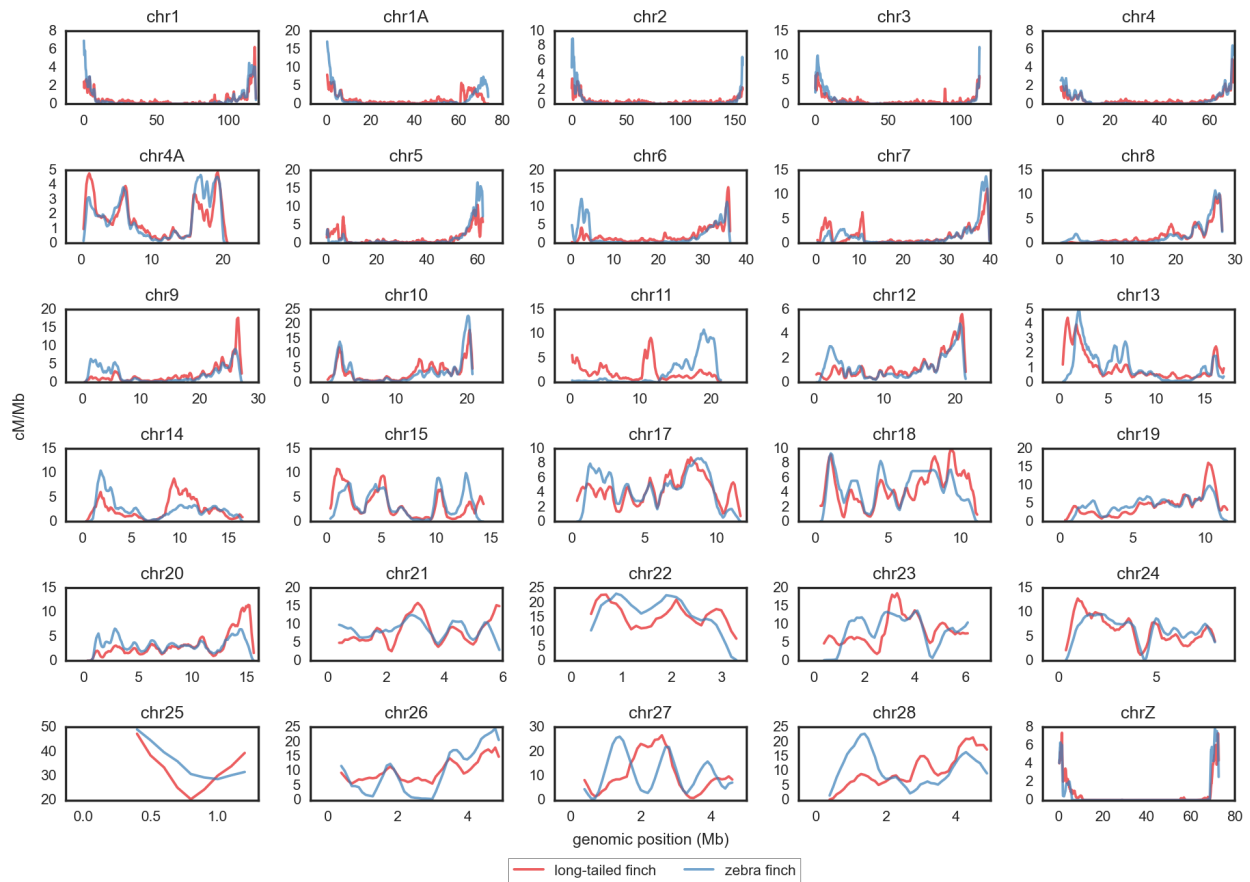 chr1 chr1A chr2 chr3 chr4
8 6 4 2 0 20 15 10 5 0 10 8 6 4 2 0 15 10 5 0 8 6 4 2 0
0 50 100 0 20 40 60 80 0 50 100 150 0 50 100 0 20 40 60
chr4A chr5 chr6 chr7 chr8
5 4 3 2 1 0 20 15 10 5 0 20 15 10 5 0 15 10 5 0 15 10 5 0
0 10 20 0 20 40 60 0 10 20 30 40 0 10 20 30 40 0 10 20 30
chr9 chr10 chr11 chr12 chr13
20 15 10 5 0 25 20 15 10 5 0 15 10 5 0 6 4 2 0 5 4 3 2 1 0
0 10 20 30 0 10 20 0 10 20 0 10 20 0 5 10 15
cM/Mb
chr14 chr15 chr17 chr18 chr19
15 10 5 0 15 10 5 0 10 8 6 4 2 0 10 8 6 4 2 0 20 15 10 5 0
0 5 10 15 0 5 10 15 0 5 10 0 5 10 0 5 10
chr20 chr21 chr22 chr23 chr24
15 10 5 0 20 15 10 5 0 25 20 15 10 5 0 20 15 10 5 0 15 10 5 0
0 5 10 15 0 2 4 6 0 1 2 3 0 2 4 6 0 5
chr25 chr26 chr27 chr28 chrZ
50 40 30 20 25 20 15 10 5 0 30 20 10 0 25 20 15 10 5 0 8 6 4 2 0
0.0 0.5 1.0 0 2 4 0 2 4 0 2 4 0 20 40 60 80
genomic position (Mb)
long-tailed finch zebra finch